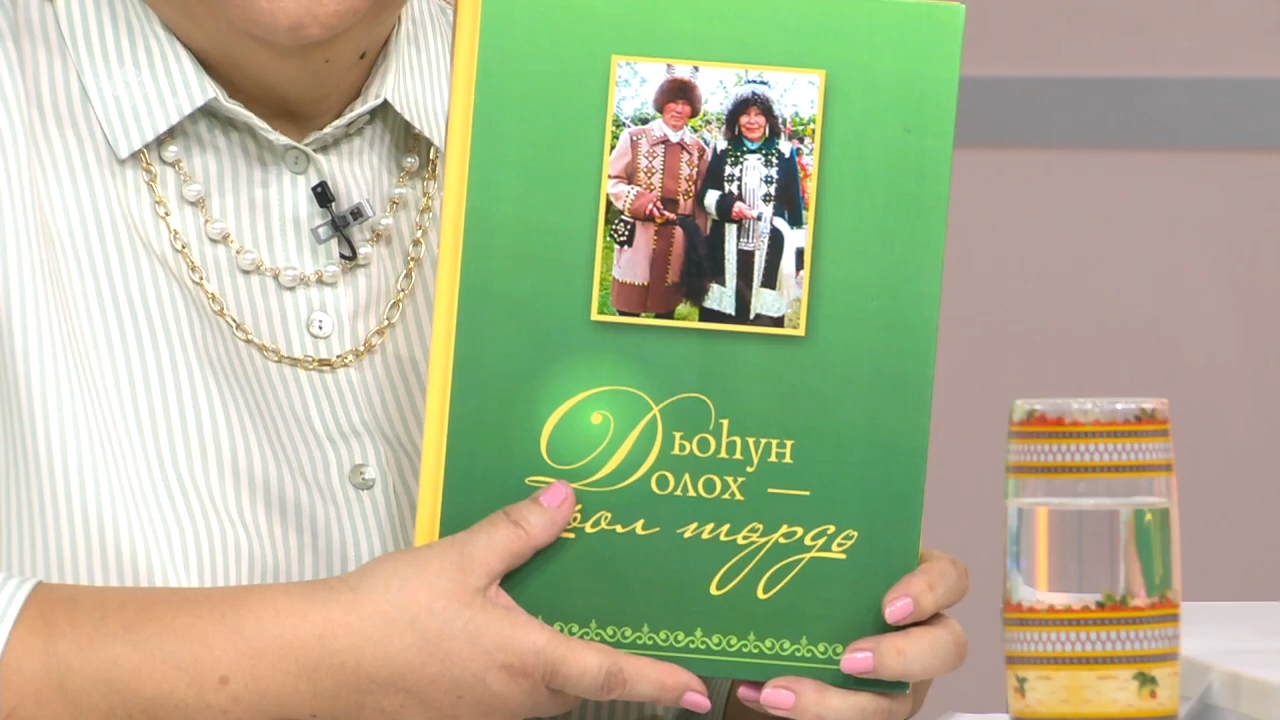 Дьоһун
Олох —
төрдө